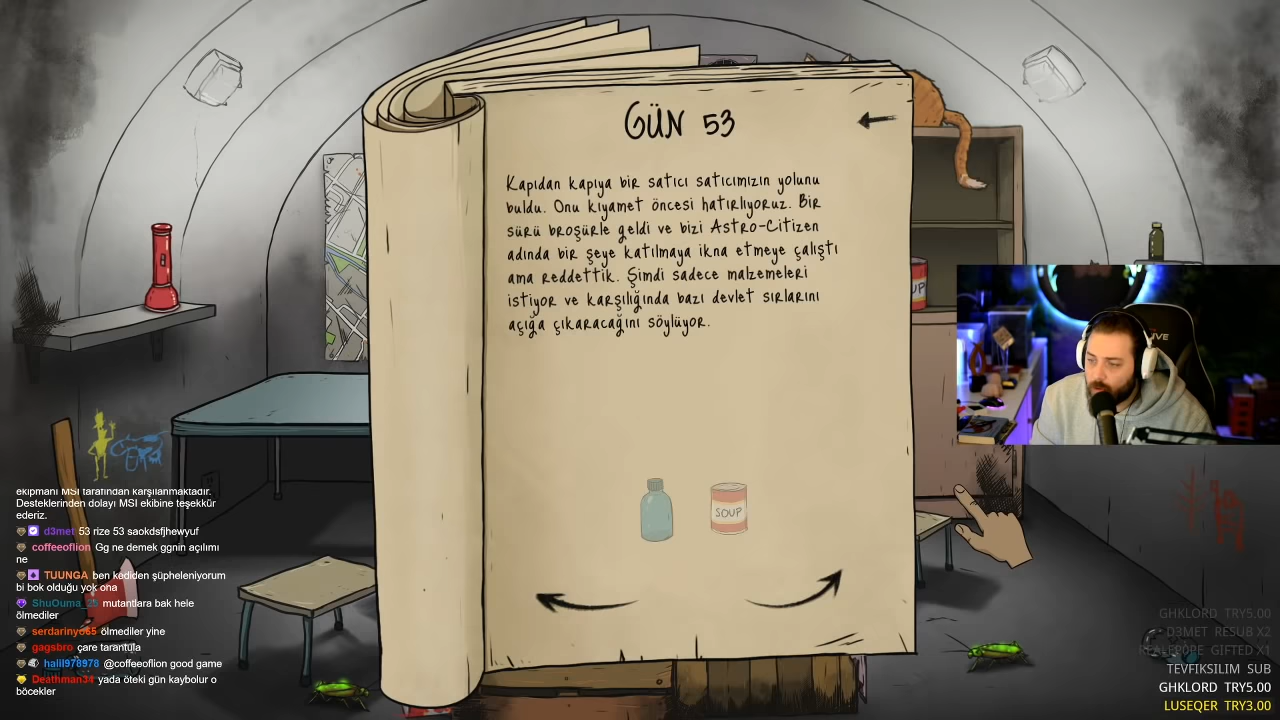 GÜN 53
Kapıdan kapıya bir satıcı satıcımızın yolunu
buldu. Onu kıyamet öncesi hatırlıyoruz. Bir
sürü broşürle geldi ve bizi Astro-Citizen
adında bir şeye katılmaya ikna etmeye çalıştı
ama reddettik. Şimdi sadece malzemeleri
istiyor ve karşılığında bazı devlet sırlarını
açığa çıkaracağını söylüyor.
SOUP
UP
ekipmanı MSI tarafından karşılanmaktadır.
Desteklerinden dolayı MSI ekibine teşekkür
ederiz.
d3met 53 rize 53 saokdsfjhewyuf
coffeeoflion Gg ne demek ggnin açılımı
ne
TUUNGA ben kediden şüpheleniyorum
bi bok olduğu yok ona
ShuOuma_25 mutantlara bak hele
ölmediler
serdarinyo65 ölmediler yine
gagsbro çare tarantula
halil978978 @coffeeoflion good game
Deathman34 yada öteki gün kaybolur o
böcekler
GHKLORD TRY5.00
D3MET RESUB X2
GIFTED X1
TEVFIKSILIM SUB
GHKLORD TRY5.00
LUSEQER TRY3.00